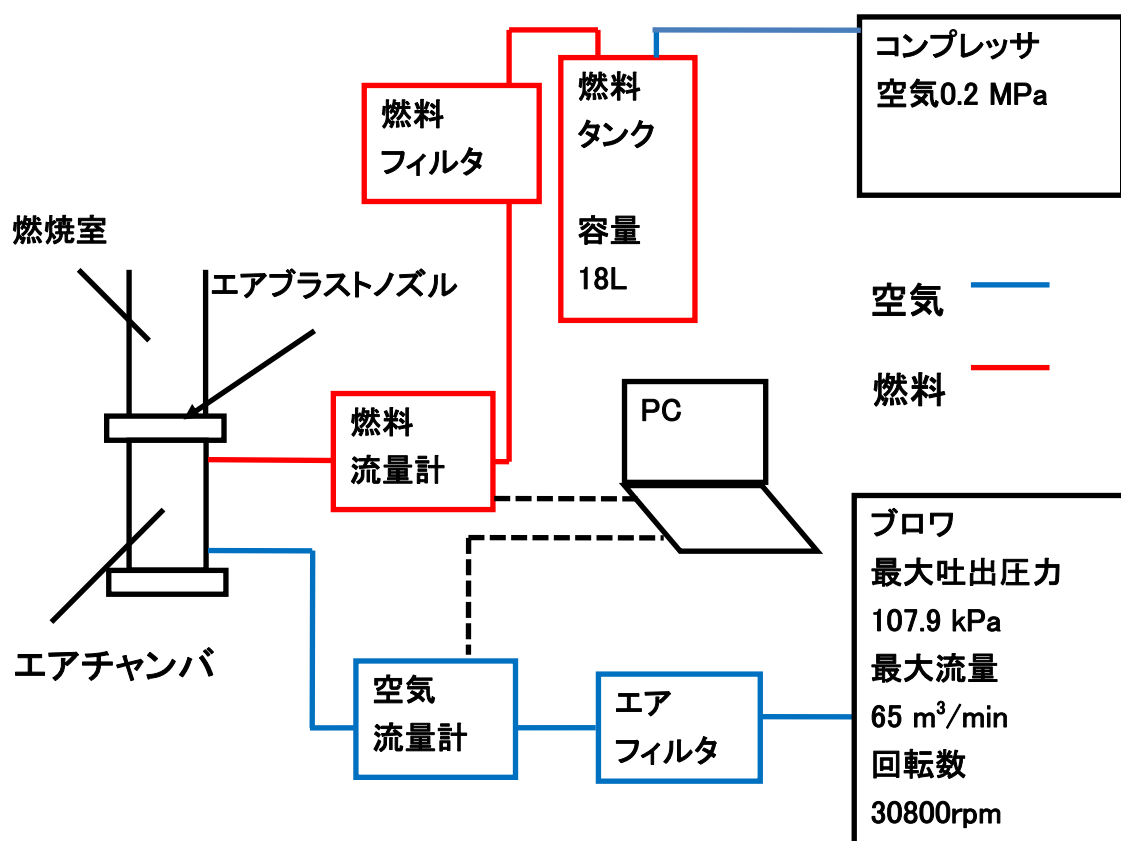 コンプレッサ
空気0.2 MPa
燃料
タンク
容量
18L
燃料
フィルタ
燃焼室
エアブラストノズル
空気
燃料
燃料
流量計
PC
エアチャンバ
空気
流量計
エア
フィルタ
ブロワ
最大吐出圧力
107.9 kPa
最大流量
65 m³/min
回転数
30800rpm